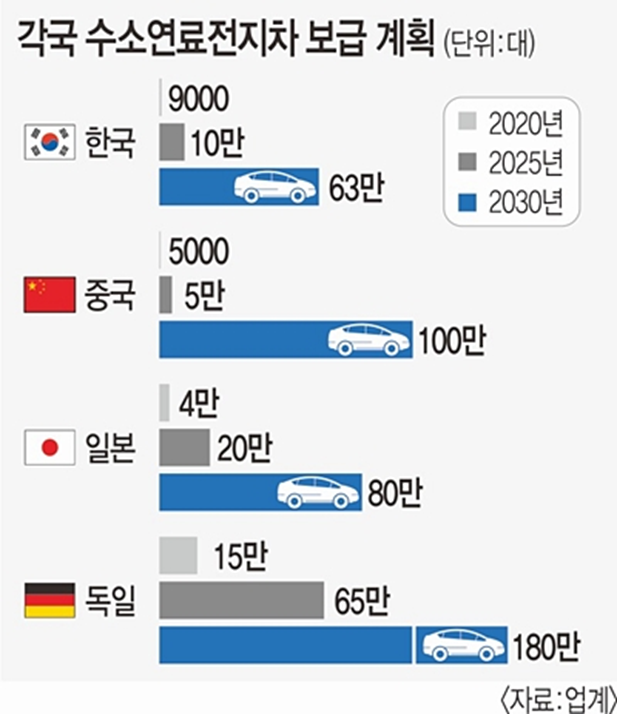 각국 수소연료전지차 보급 계획 (단위:대)
2020년
2025년
2030년
9000
한국 10만
63만
5000
중국 5만
100만
4만
일본 20만
80만
15만
독일 65만
180만
〈자료:업계〉